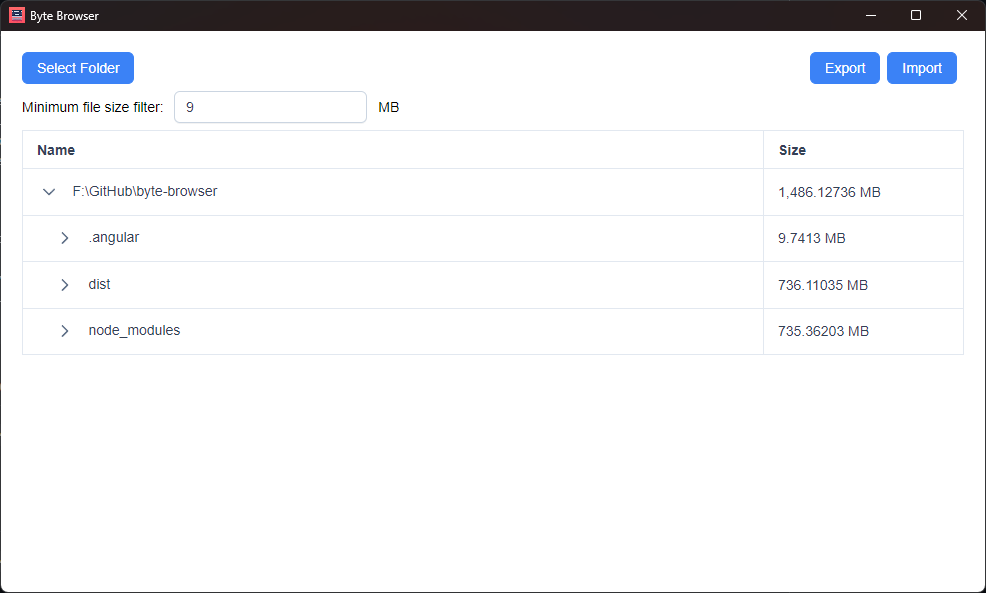 Byte Browser
Select Folder Export Import
Minimum file size filter: 9 MB
Name Size
F:\GitHub\byte-browser 1,486.12736 MB
.angular 9.7413 MB
dist 736.11035 MB
node_modules 735.36203 MB